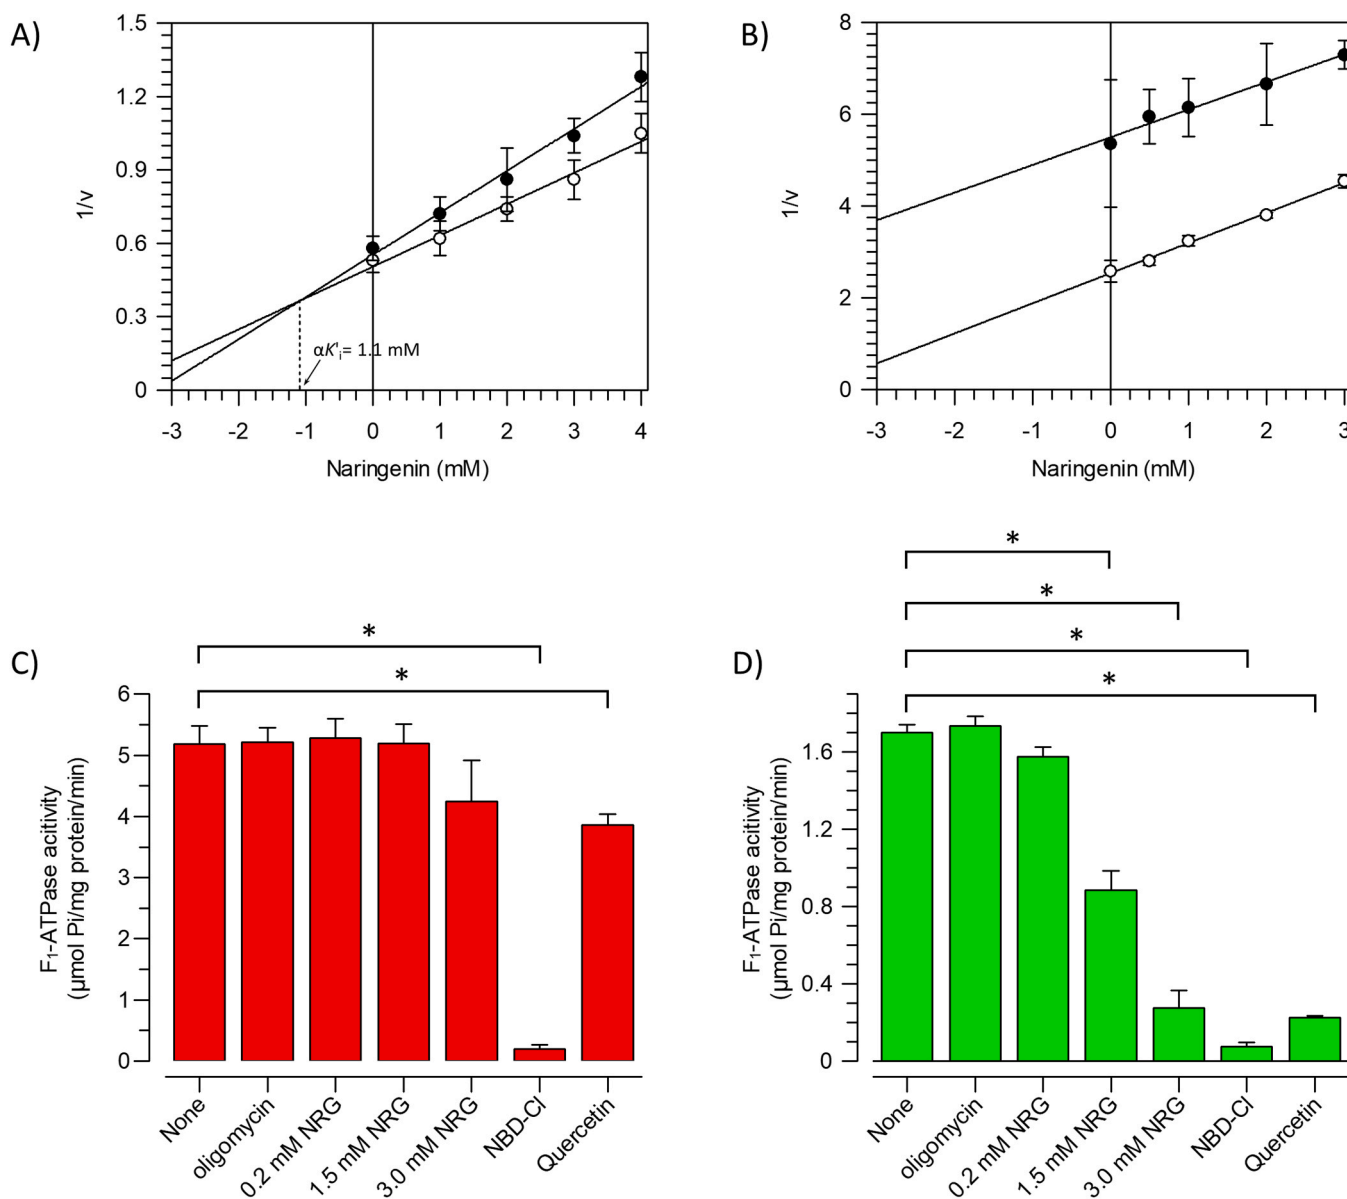 A)
1.5
1.2
0.9
0.6
0.3
0
1/v
αK'i= 1.1 mM
-3 -2 -1 0 1 2 3 4
Naringenin (mM)
B)
8
6
4
2
0
1/v
-3 -2 -1 0 1 2 3
Naringenin (mM)
C)
*
*
6
5
4
3
2
1
0
F₁-ATPase acitivity
(µmol Pi/mg protein/min)
None
oligomycin
0.2 mM NRG
1.5 mM NRG
3.0 mM NRG
NBD-Cl
Quercetin
D)
*
*
*
*
1.6
1.2
0.8
0.4
0
F₁-ATPase acitivity
(µmol Pi/mg protein/min)
None
oligomycin
0.2 mM NRG
1.5 mM NRG
3.0 mM NRG
NBD-Cl
Quercetin